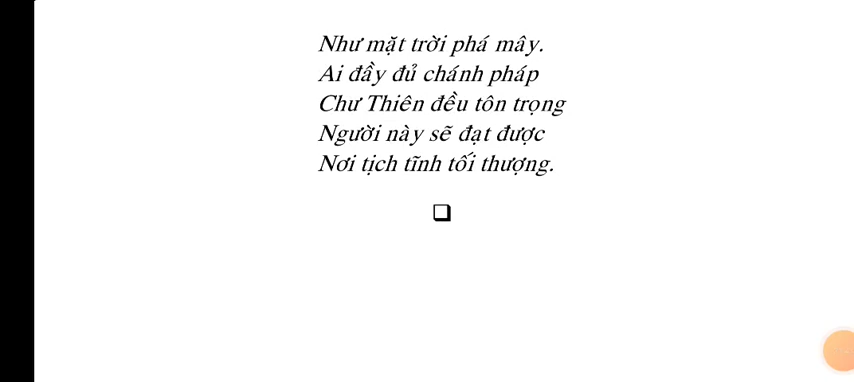 Như mặt trời phá mây.
Ai đầy đủ chánh pháp
Chư Thiên đều tôn trọng
Người này sẽ đạt được
Nơi tịch tĩnh tối thượng.